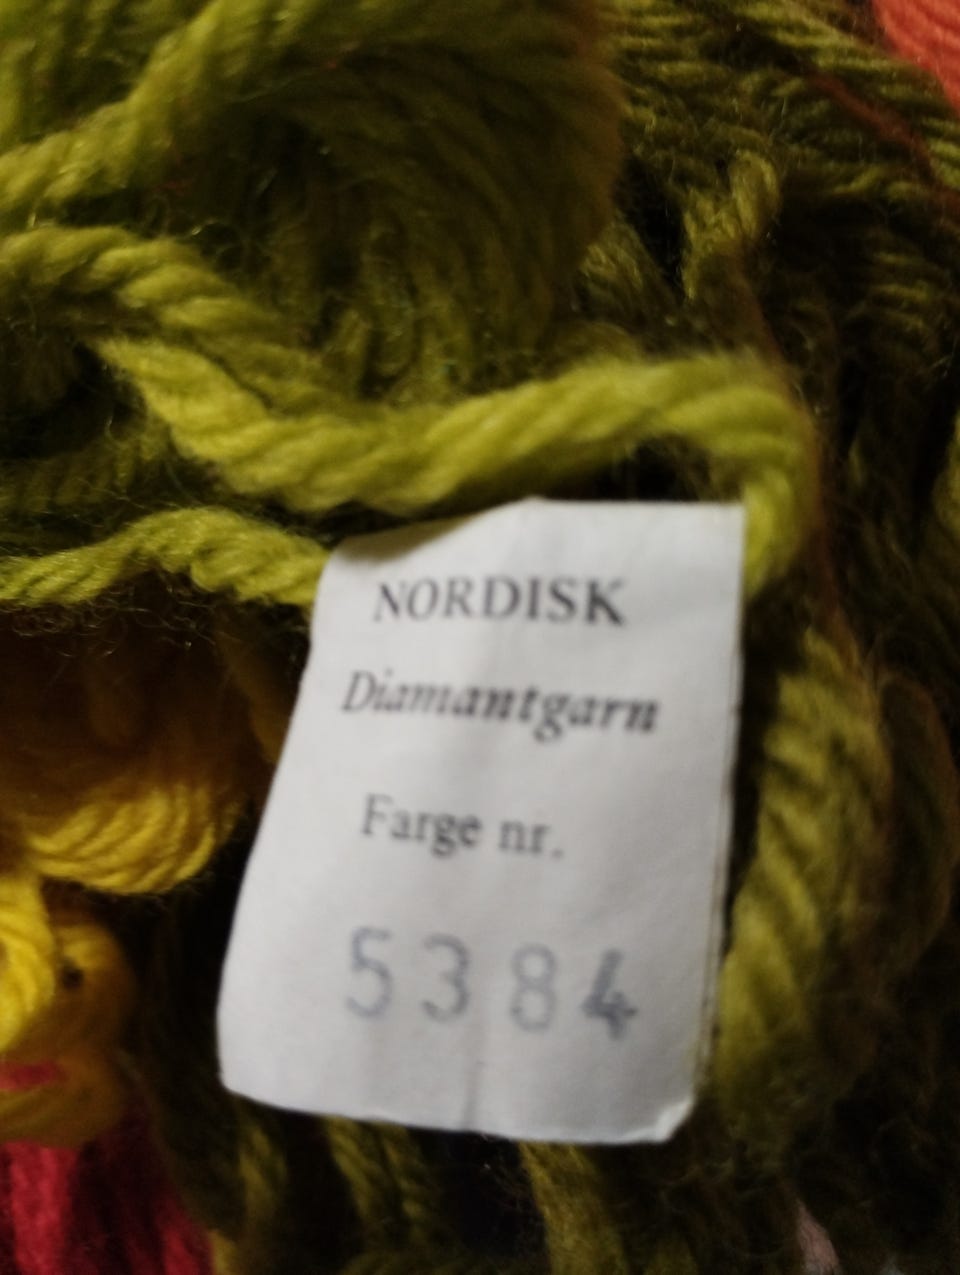 NORDISK
Diamantgarn
Farge nr.
5384